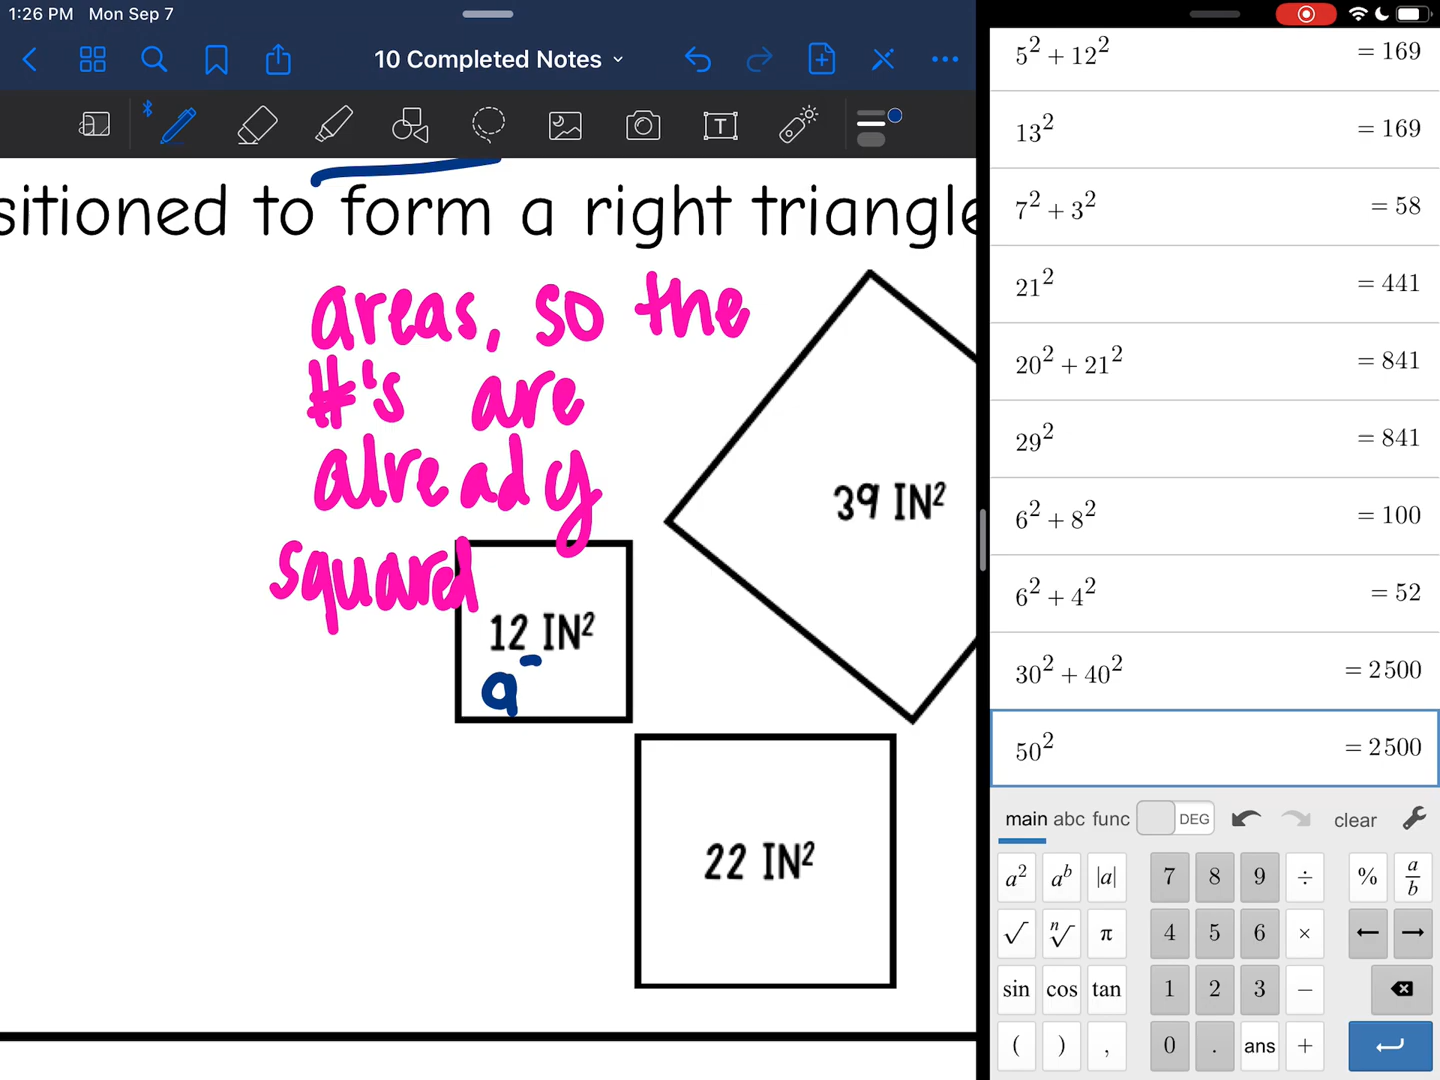 1:26 PM Mon Sep 7
10 Completed Notes
T
sitioned to form a right triangle
areas, so the
#'s are
already
squared
39 IN²
12 IN²
a
22 IN²
5² + 12² = 169
13² = 169
7² + 3² = 58
21² = 441
20² + 21² = 841
29² = 841
6² + 8² = 100
6² + 4² = 52
30² + 40² = 2500
50² = 2500
main abc func DEG clear
a² aᵇ |a| 7 8 9 ÷ % a/b
√ ⁿ√ π 4 5 6 × ← →
sin cos tan 1 2 3 −
( ) , 0 . ans +